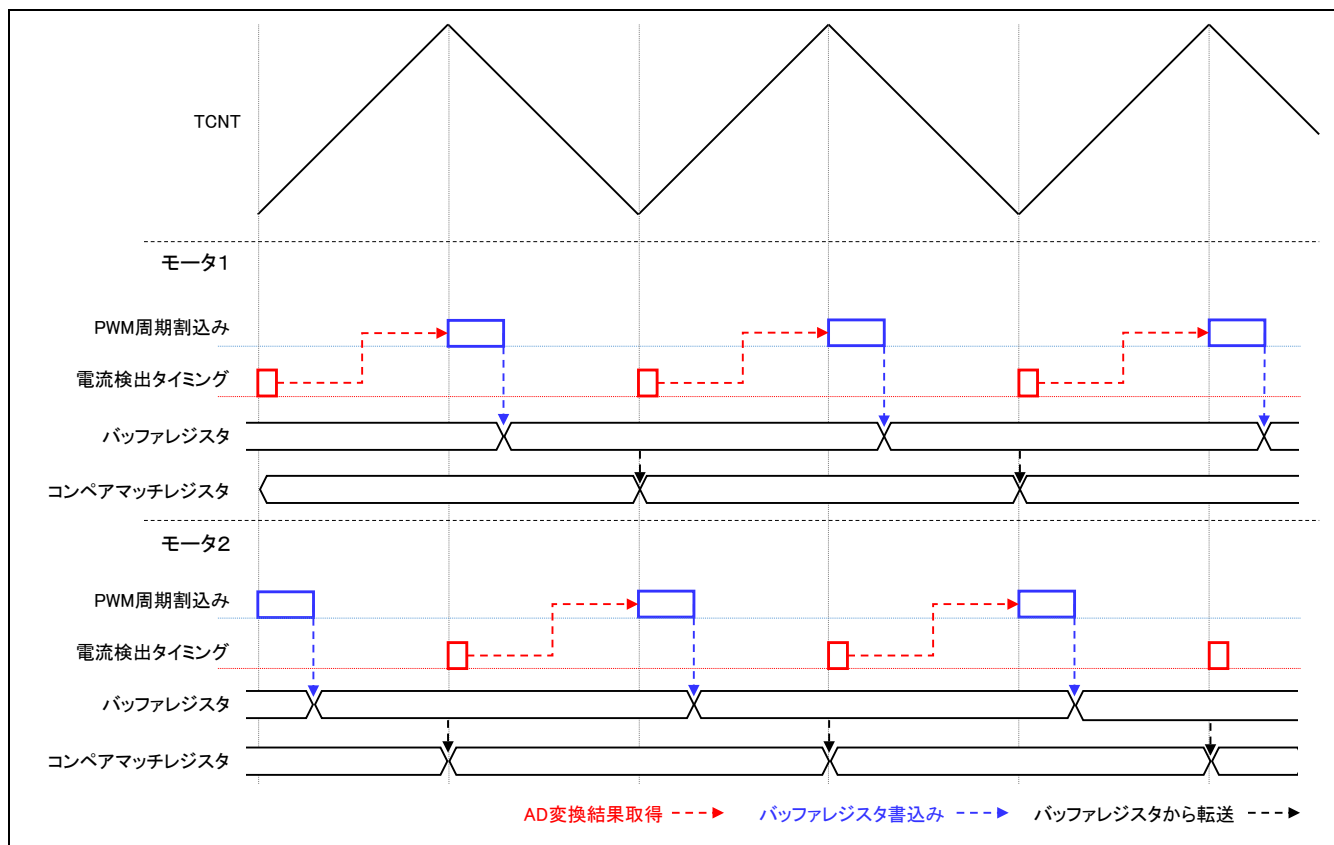 TCNT
モータ1
PWM周期割込み
電流検出タイミング
バッファレジスタ
コンペアマッチレジスタ
モータ2
PWM周期割込み
電流検出タイミング
バッファレジスタ
コンペアマッチレジスタ
AD変換結果取得 バッファレジスタ書込み バッファレジスタから転送